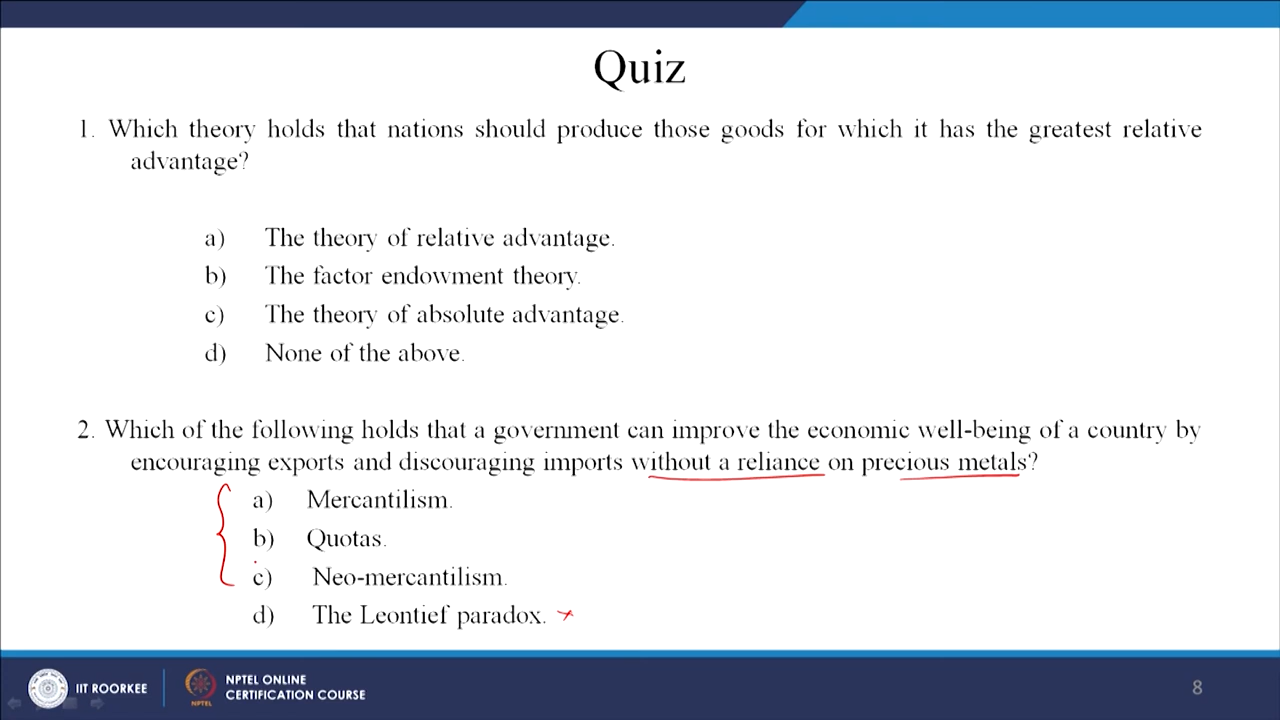 Quiz
1. Which theory holds that nations should produce those goods for which it has the greatest relative
advantage?
a) The theory of relative advantage.
b) The factor endowment theory.
c) The theory of absolute advantage.
d) None of the above.
2. Which of the following holds that a government can improve the economic well-being of a country by
encouraging exports and discouraging imports without a reliance on precious metals?
a) Mercantilism.
b) Quotas.
c) Neo-mercantilism.
d) The Leontief paradox.
IIT ROORKEE
NPTEL
NPTEL ONLINE
CERTIFICATION COURSE
8